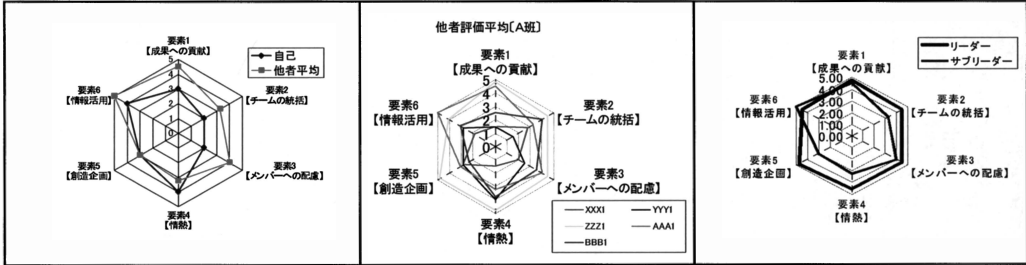 要素1
【成果への貢献】
自己
他者平均
5
4
3
2
1
0
要素6
【情報活用】
要素2
【チームの統括】
要素5
【創造企画】
要素3
【メンバーへの配慮】
要素4
【情熱】
他者評価平均〔A班〕
要素1
【成果への貢献】
5
4
3
2
1
0
要素6
【情報活用】
要素2
【チームの統括】
要素5
【創造企画】
要素3
【メンバーへの配慮】
要素4
【情熱】
XXX1
YYY1
ZZZ1
AAA1
BBB1
リーダー
サブリーダー
要素1
【成果への貢献】
5.00
4.00
3.00
2.00
1.00
0.00
要素6
【情報活用】
要素2
【チームの統括】
要素5
【創造企画】
要素3
【メンバーへの配慮】
要素4
【情熱】